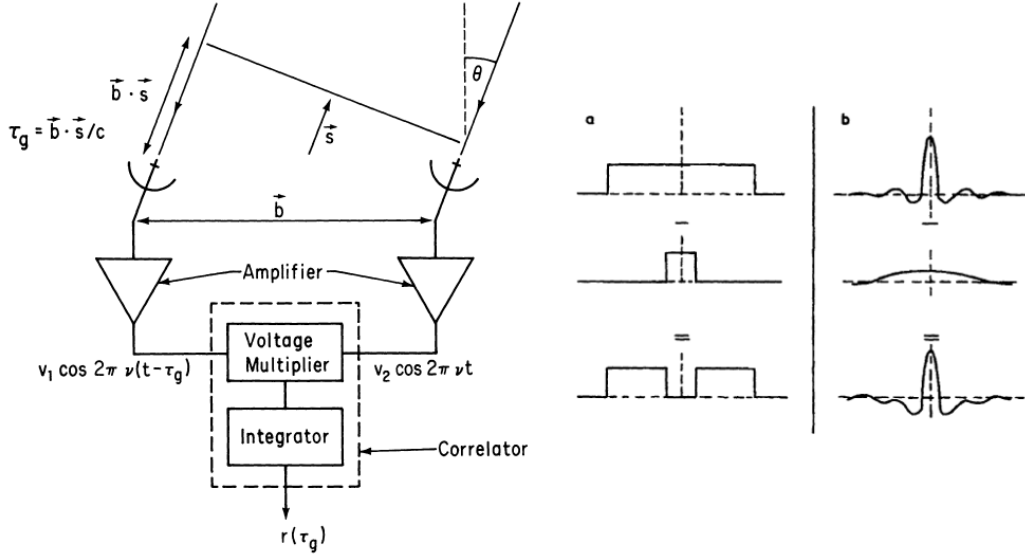 θ
b⃗ · s⃗
s⃗
τg = b⃗ · s⃗/c
b⃗
Amplifier
Voltage
Multiplier
v₁ cos 2π ν(t–τg)
v₂ cos 2π νt
Integrator
Correlator
r(τg)
a
b